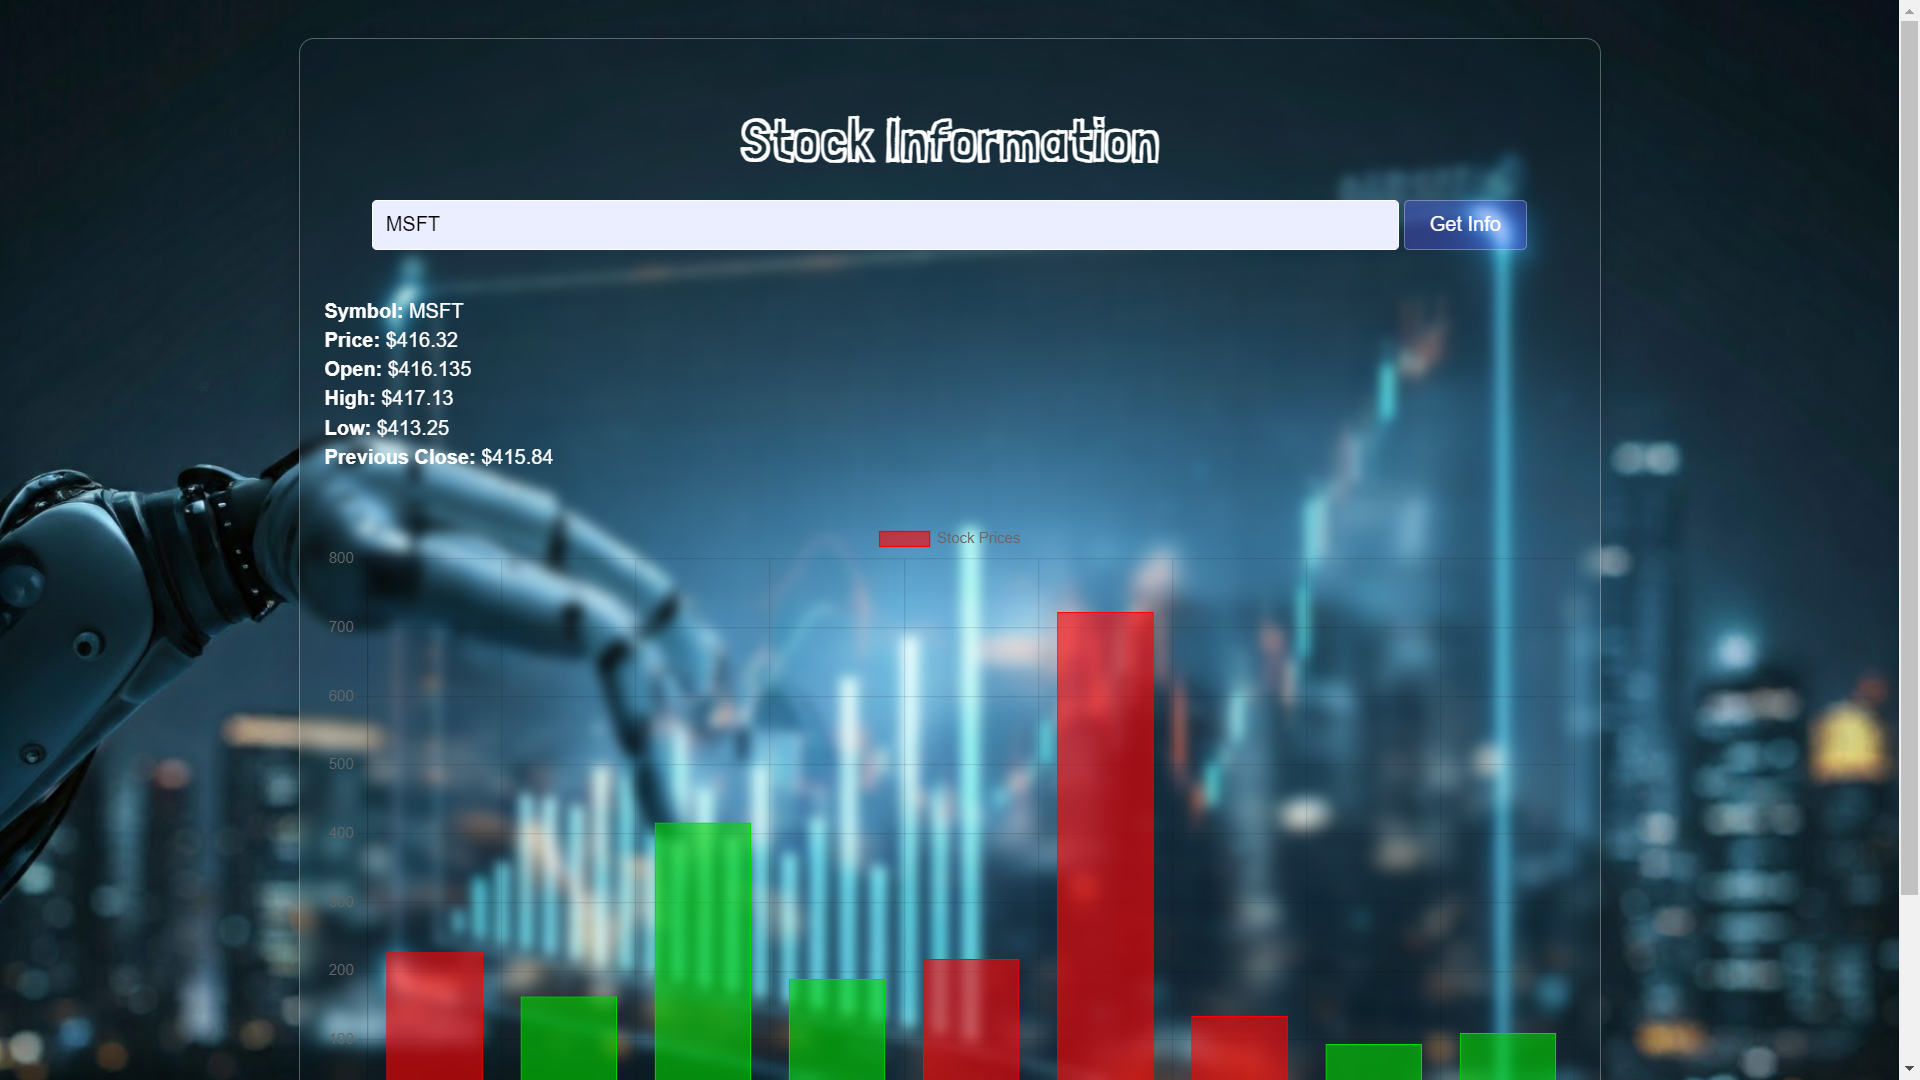 Stock Information
MSFT
Get Info
Symbol: MSFT
Price: $416.32
Open: $416.135
High: $417.13
Low: $413.25
Previous Close: $415.84
Stock Prices
800
700
600
500
400
300
200
100